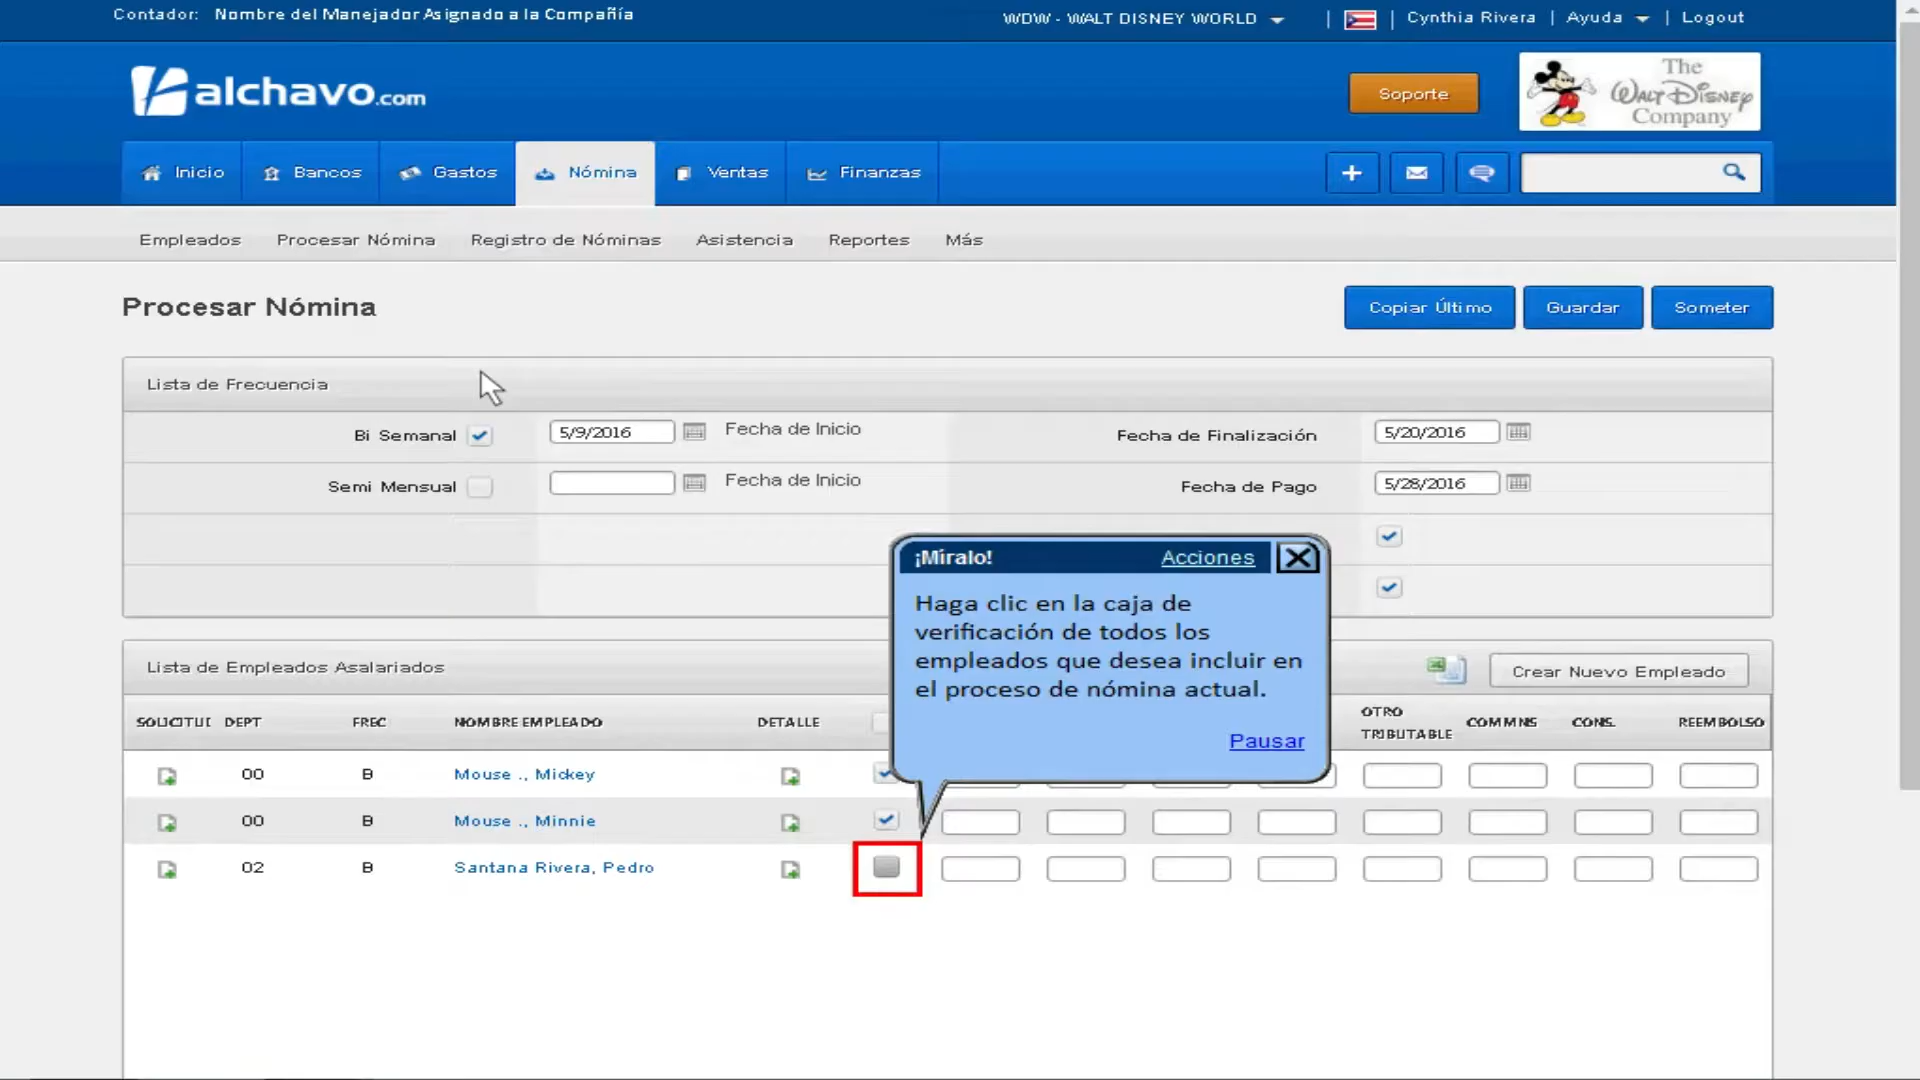 Contador: Nombre del Manejador Asignado a la Compañía
WDW - WALT DISNEY WORLD | | Cynthia Rivera | Ayuda | Logout
alchavo.com
Soporte
The
Walt Disney
Company
Inicio Bancos Gastos Nómina Ventas Finanzas
Empleados Procesar Nómina Registro de Nóminas Asistencia Reportes Más
Procesar Nómina
Copiar Último Guardar Someter
Lista de Frecuencia
Bi Semanal 5/9/2016 Fecha de Inicio Fecha de Finalización 5/20/2016
Semi Mensual Fecha de Inicio Fecha de Pago 5/28/2016
¡Míralo! Acciones
Haga clic en la caja de
verificación de todos los
empleados que desea incluir en
el proceso de nómina actual.
Pausar
Lista de Empleados Asalariados
Crear Nuevo Empleado
SOLICITUI DEPT FREC NOMBRE EMPLEADO DETALLE OTRO TRIBUTABLE COMMNS CONS. REEMBOLSO
00 B Mouse ., Mickey
00 B Mouse ., Minnie
02 B Santana Rivera, Pedro